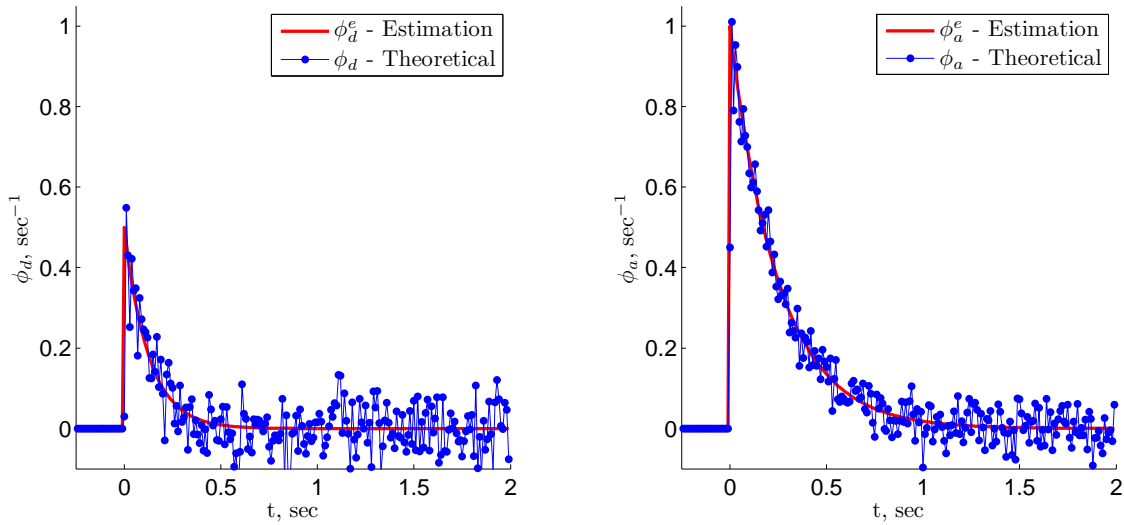 1
0.8
0.6
0.4
0.2
0
0
0.5
1
1.5
2
t, sec
ϕ_d, sec⁻¹
ϕ_d^e - Estimation
ϕ_d - Theoretical
1
0.8
0.6
0.4
0.2
0
0
0.5
1
1.5
2
t, sec
ϕ_a, sec⁻¹
ϕ_a^e - Estimation
ϕ_a - Theoretical